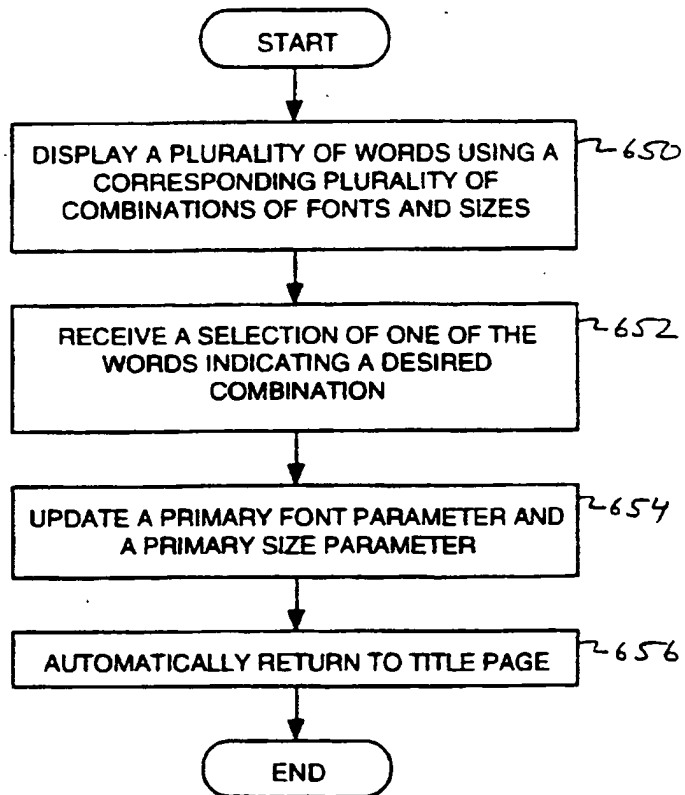 START
DISPLAY A PLURALITY OF WORDS USING A
CORRESPONDING PLURALITY OF
COMBINATIONS OF FONTS AND SIZES
650
RECEIVE A SELECTION OF ONE OF THE
WORDS INDICATING A DESIRED
COMBINATION
652
UPDATE A PRIMARY FONT PARAMETER AND
A PRIMARY SIZE PARAMETER
654
AUTOMATICALLY RETURN TO TITLE PAGE
656
END